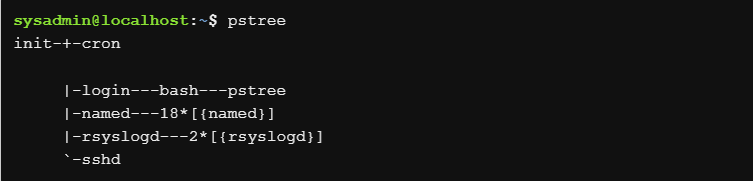 sysadmin@localhost:~$ pstree
init-+-cron
     |-login---bash---pstree
     |-named---18*[{named}]
     |-rsyslogd---2*[{rsyslogd}]
     `-sshd